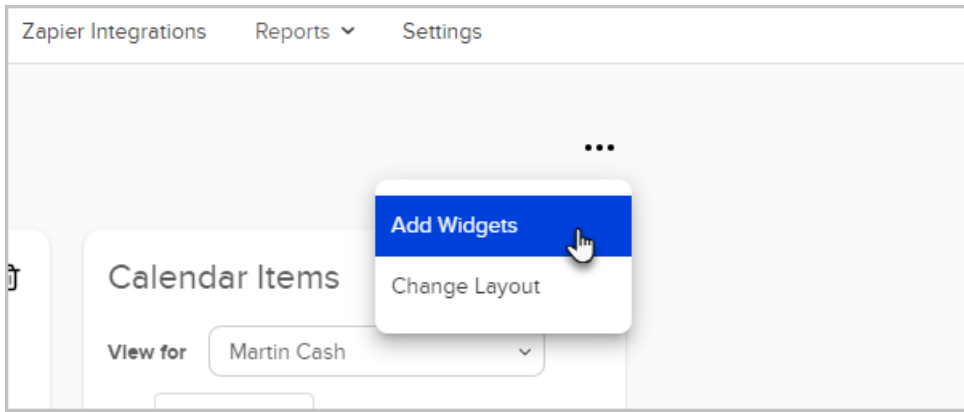 Zapier Integrations Reports Settings
Add Widgets
Calendar Items
Change Layout
View for Martin Cash